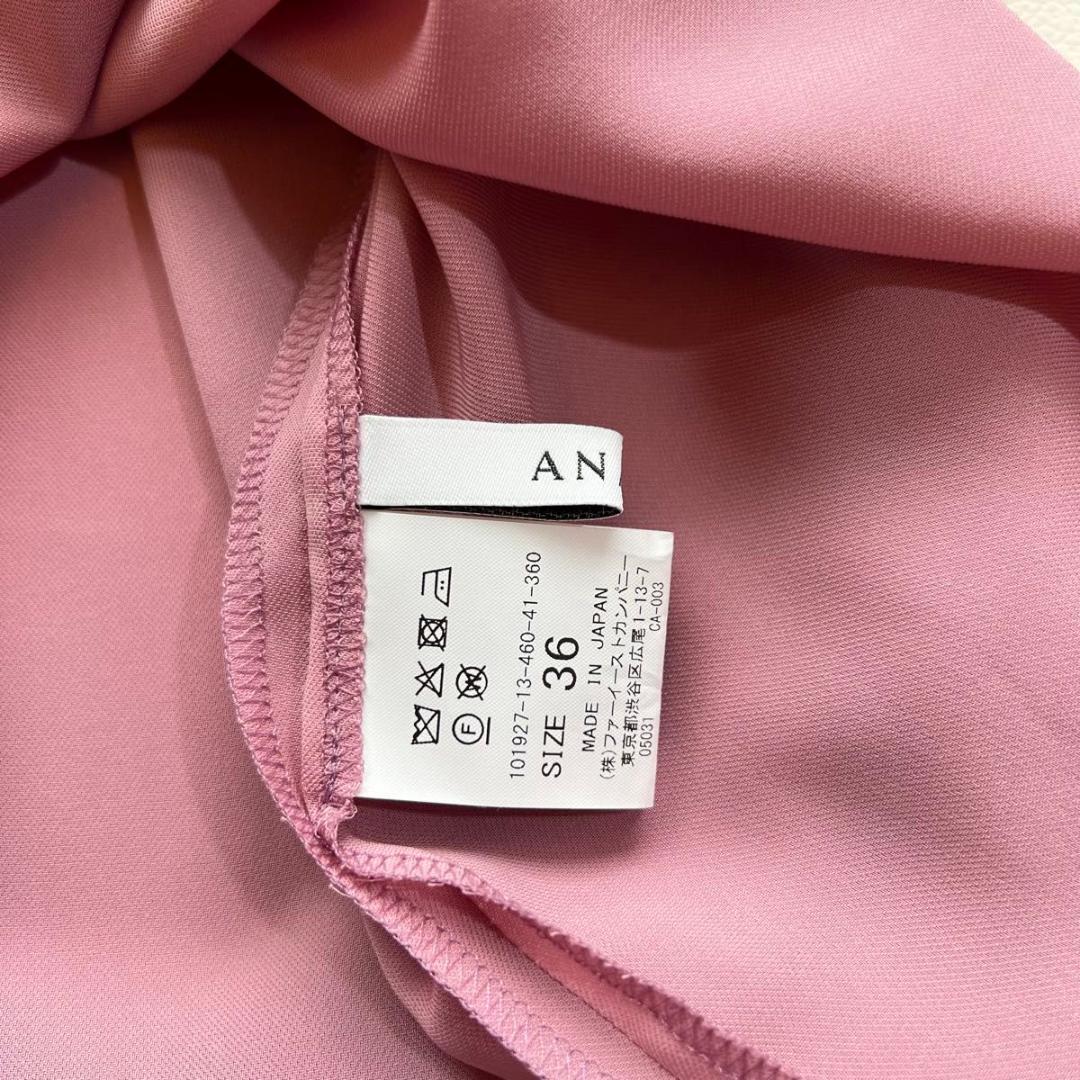 AN
F W
101927-13-460-41-360
SIZE 36
MADE IN JAPAN
(株)ファーイーストカンパニー
東京都渋谷区広尾1-13-7
05031 CA-003